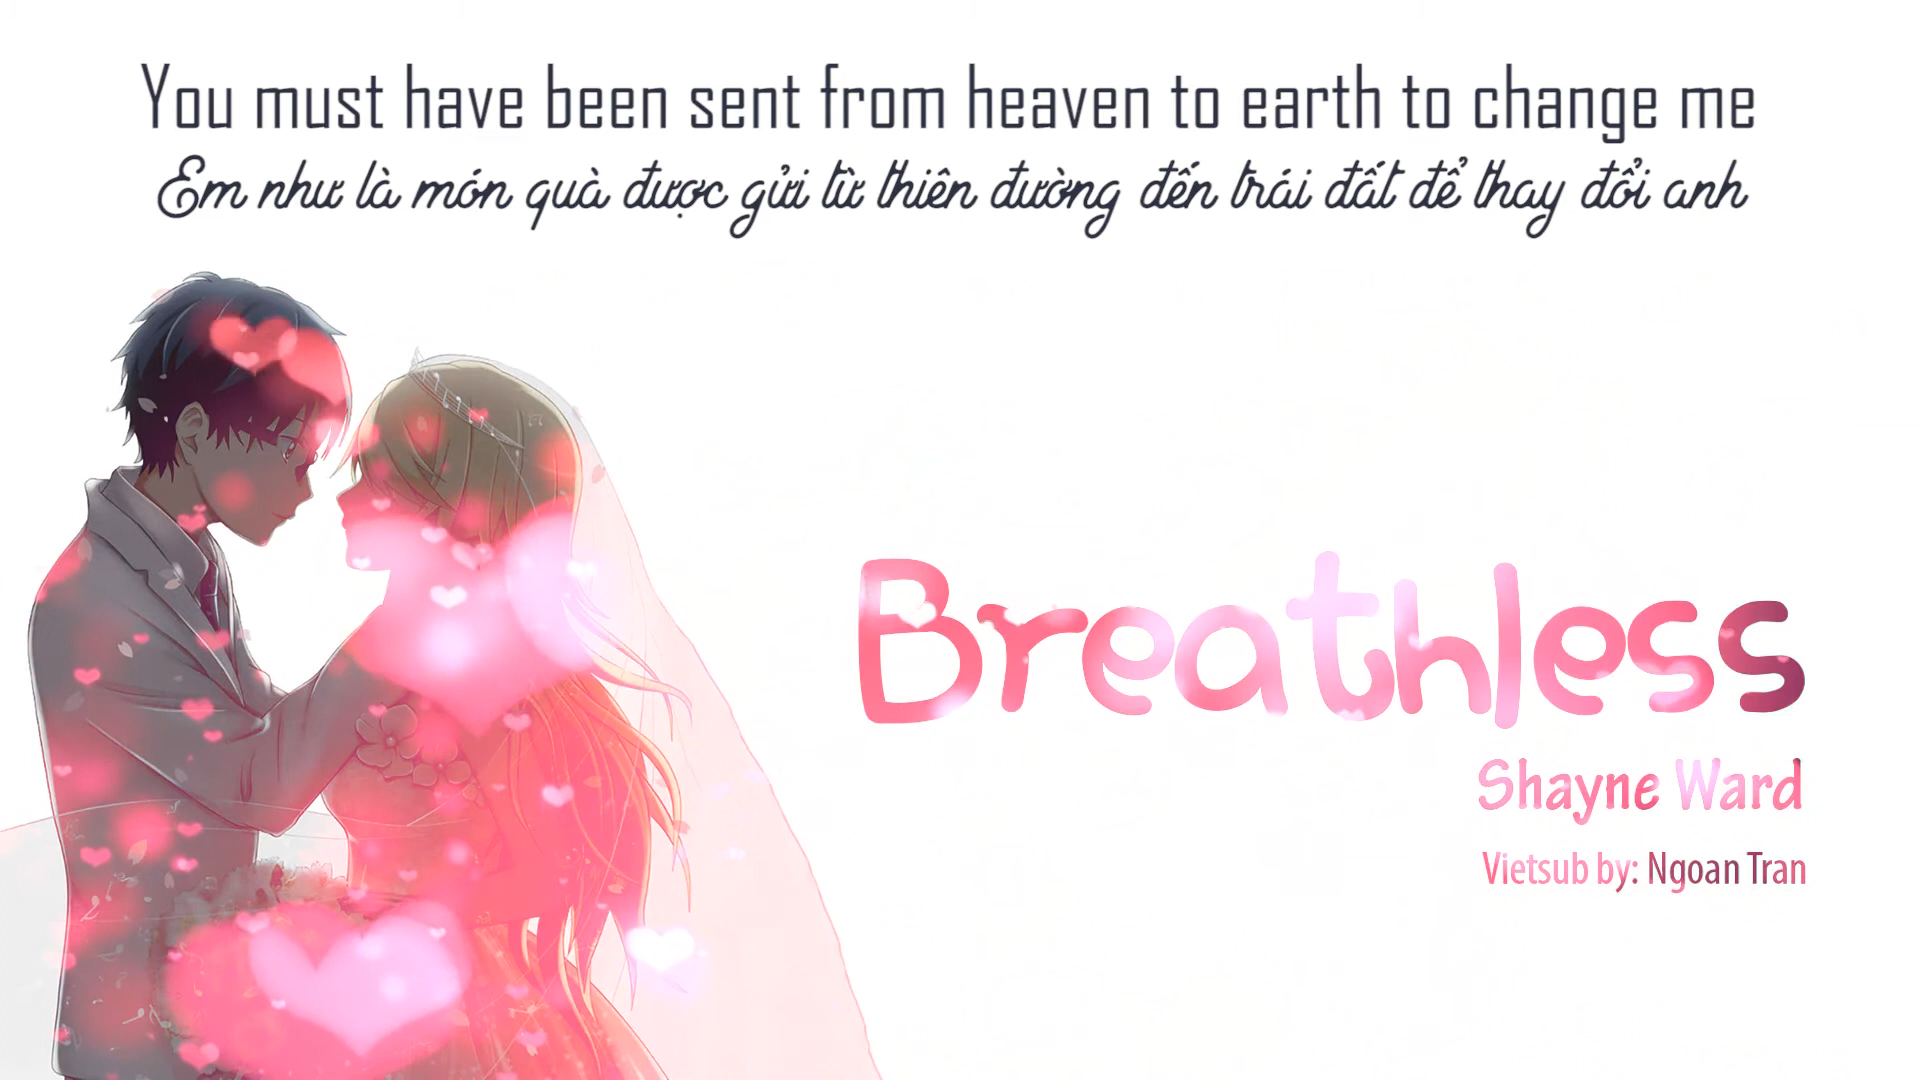 You must have been sent from heaven to earth to change me
Em như là món quà được gửi từ thiên đường đến trái đất để thay đổi anh
Breathless
Shayne Ward
Vietsub by: Ngoan Tran